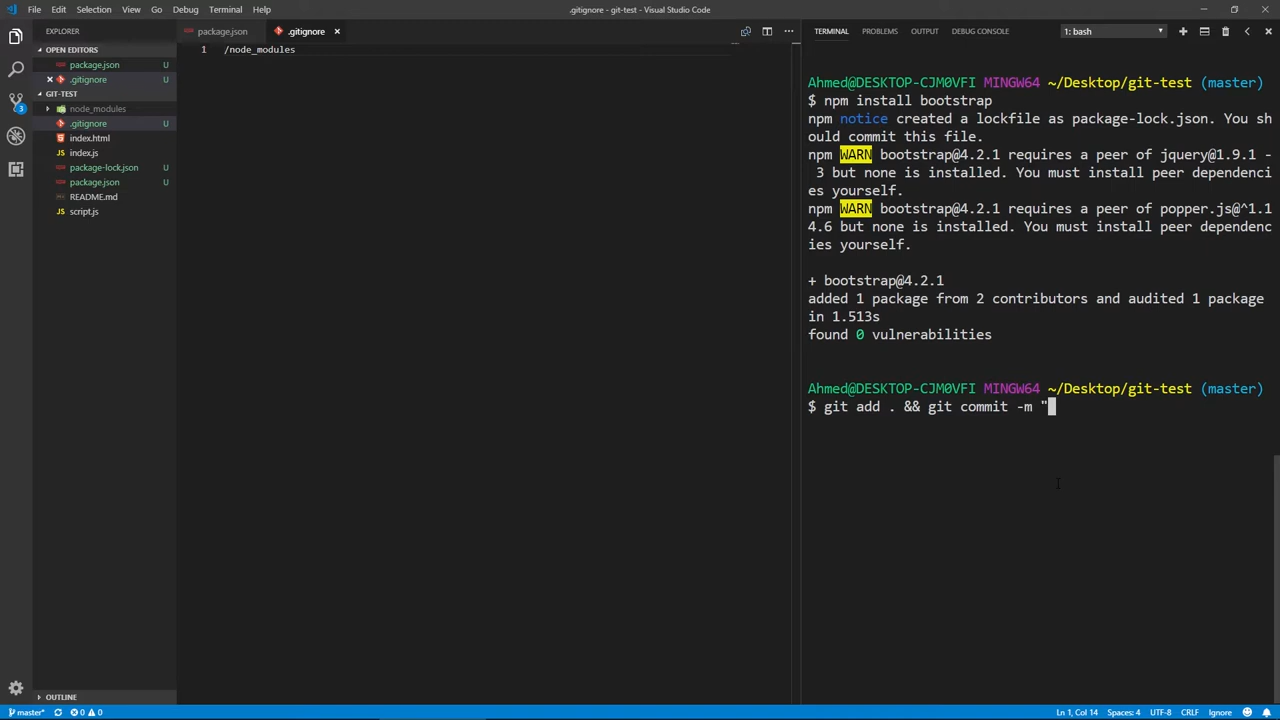 File Edit Selection View Go Debug Terminal Help
.gitignore - git-test - Visual Studio Code
EXPLORER
OPEN EDITORS
package.json U
.gitignore U
GIT-TEST
node_modules
.gitignore U
index.html
JS index.js
package-lock.json U
package.json U
README.md
JS script.js
OUTLINE
3
package.json
.gitignore
1 /node_modules
TERMINAL PROBLEMS OUTPUT DEBUG CONSOLE
1: bash
Ahmed@DESKTOP-CJM0VFI MINGW64 ~/Desktop/git-test (master)
$ npm install bootstrap
npm notice created a lockfile as package-lock.json. You sh
ould commit this file.
npm WARN bootstrap@4.2.1 requires a peer of jquery@1.9.1 -
 3 but none is installed. You must install peer dependenci
es yourself.
npm WARN bootstrap@4.2.1 requires a peer of popper.js@^1.1
4.6 but none is installed. You must install peer dependenc
ies yourself.
+ bootstrap@4.2.1
added 1 package from 2 contributors and audited 1 package
in 1.513s
found 0 vulnerabilities
Ahmed@DESKTOP-CJM0VFI MINGW64 ~/Desktop/git-test (master)
$ git add . && git commit -m "
master* 0 0
Ln 1, Col 14 Spaces: 4 UTF-8 CRLF Ignore